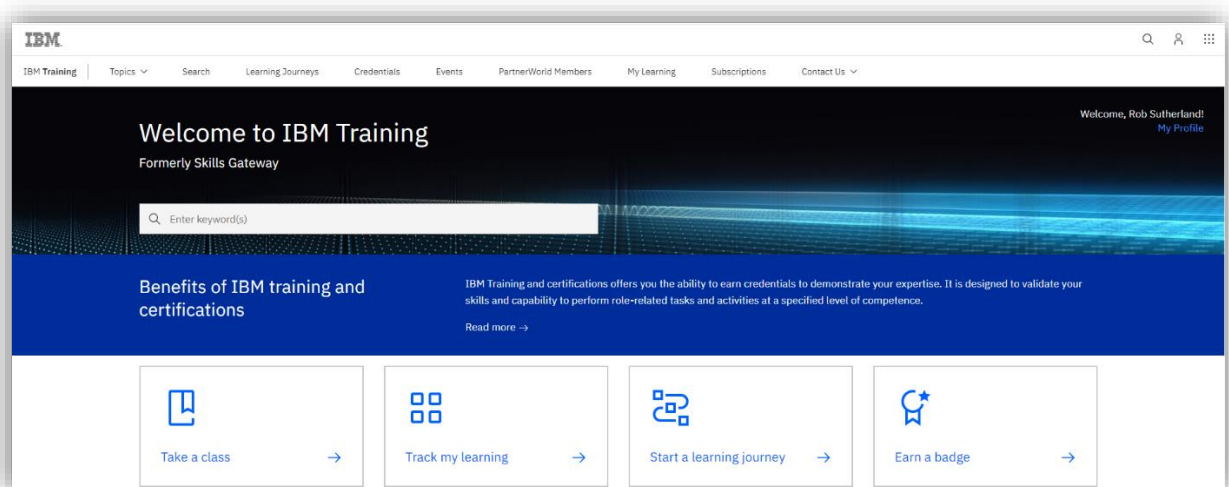 IBM
IBM Training Topics Search Learning Journeys Credentials Events PartnerWorld Members My Learning Subscriptions Contact Us
Welcome, Rob Sutherland!
My Profile
Welcome to IBM Training
Formerly Skills Gateway
Enter keyword(s)
Benefits of IBM training and
certifications
IBM Training and certifications offers you the ability to earn credentials to demonstrate your expertise. It is designed to validate your
skills and capability to perform role-related tasks and activities at a specified level of competence.
Read more →
Take a class →
Track my learning →
Start a learning journey →
Earn a badge →